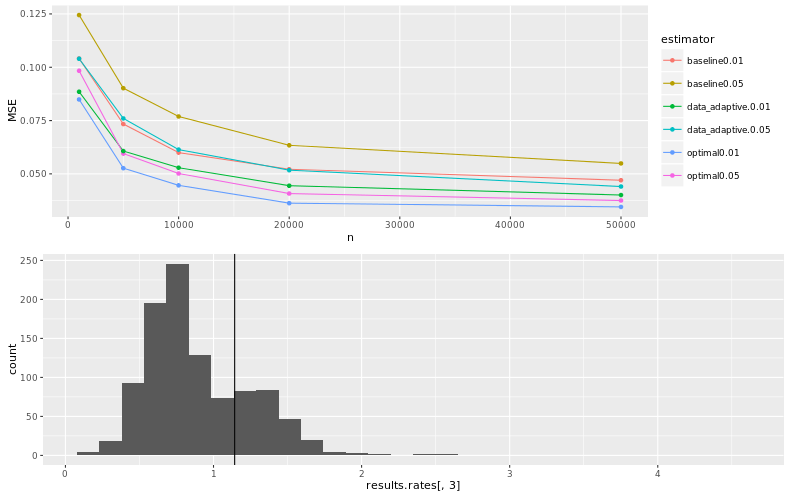 0.125
0.100
0.075
0.050
MSE
0
10000
20000
30000
40000
50000
n
estimator
baseline0.01
baseline0.05
data_adaptive.0.01
data_adaptive.0.05
optimal0.01
optimal0.05
250
200
150
100
50
0
count
0
1
2
3
4
results.rates[, 3]